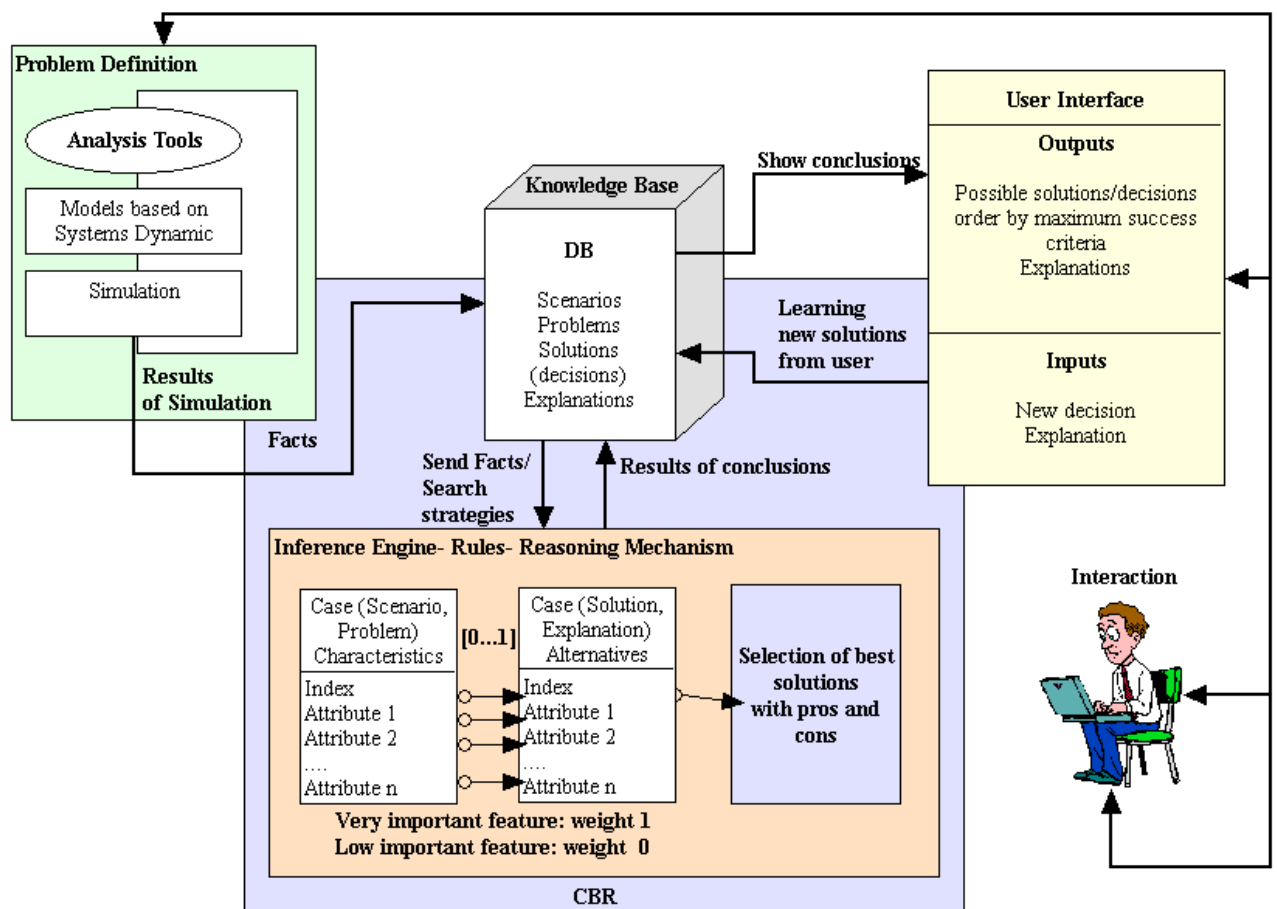 Problem Definition
Analysis Tools
Models based on
Systems Dynamic
Simulation
Results
of Simulation
Facts
Knowledge Base
DB
Scenarios
Problems
Solutions
(decisions)
Explanations
Show conclusions
User Interface
Outputs
Possible solutions/decisions
order by maximum success
criteria
Explanations
Inputs
New decision
Explanation
Learning
new solutions
from user
Send Facts/
Search
strategies
Results of conclusions
Inference Engine- Rules- Reasoning Mechanism
Case (Scenario,
Problem)
Characteristics
Index
Attribute 1
Attribute 2
....
Attribute n
[0...1]
Case (Solution,
Explanation)
Alternatives
Index
Attribute 1
Attribute 2
....
Attribute n
Selection of best
solutions
with pros and
cons
Very important feature: weight 1
Low important feature: weight 0
CBR
Interaction